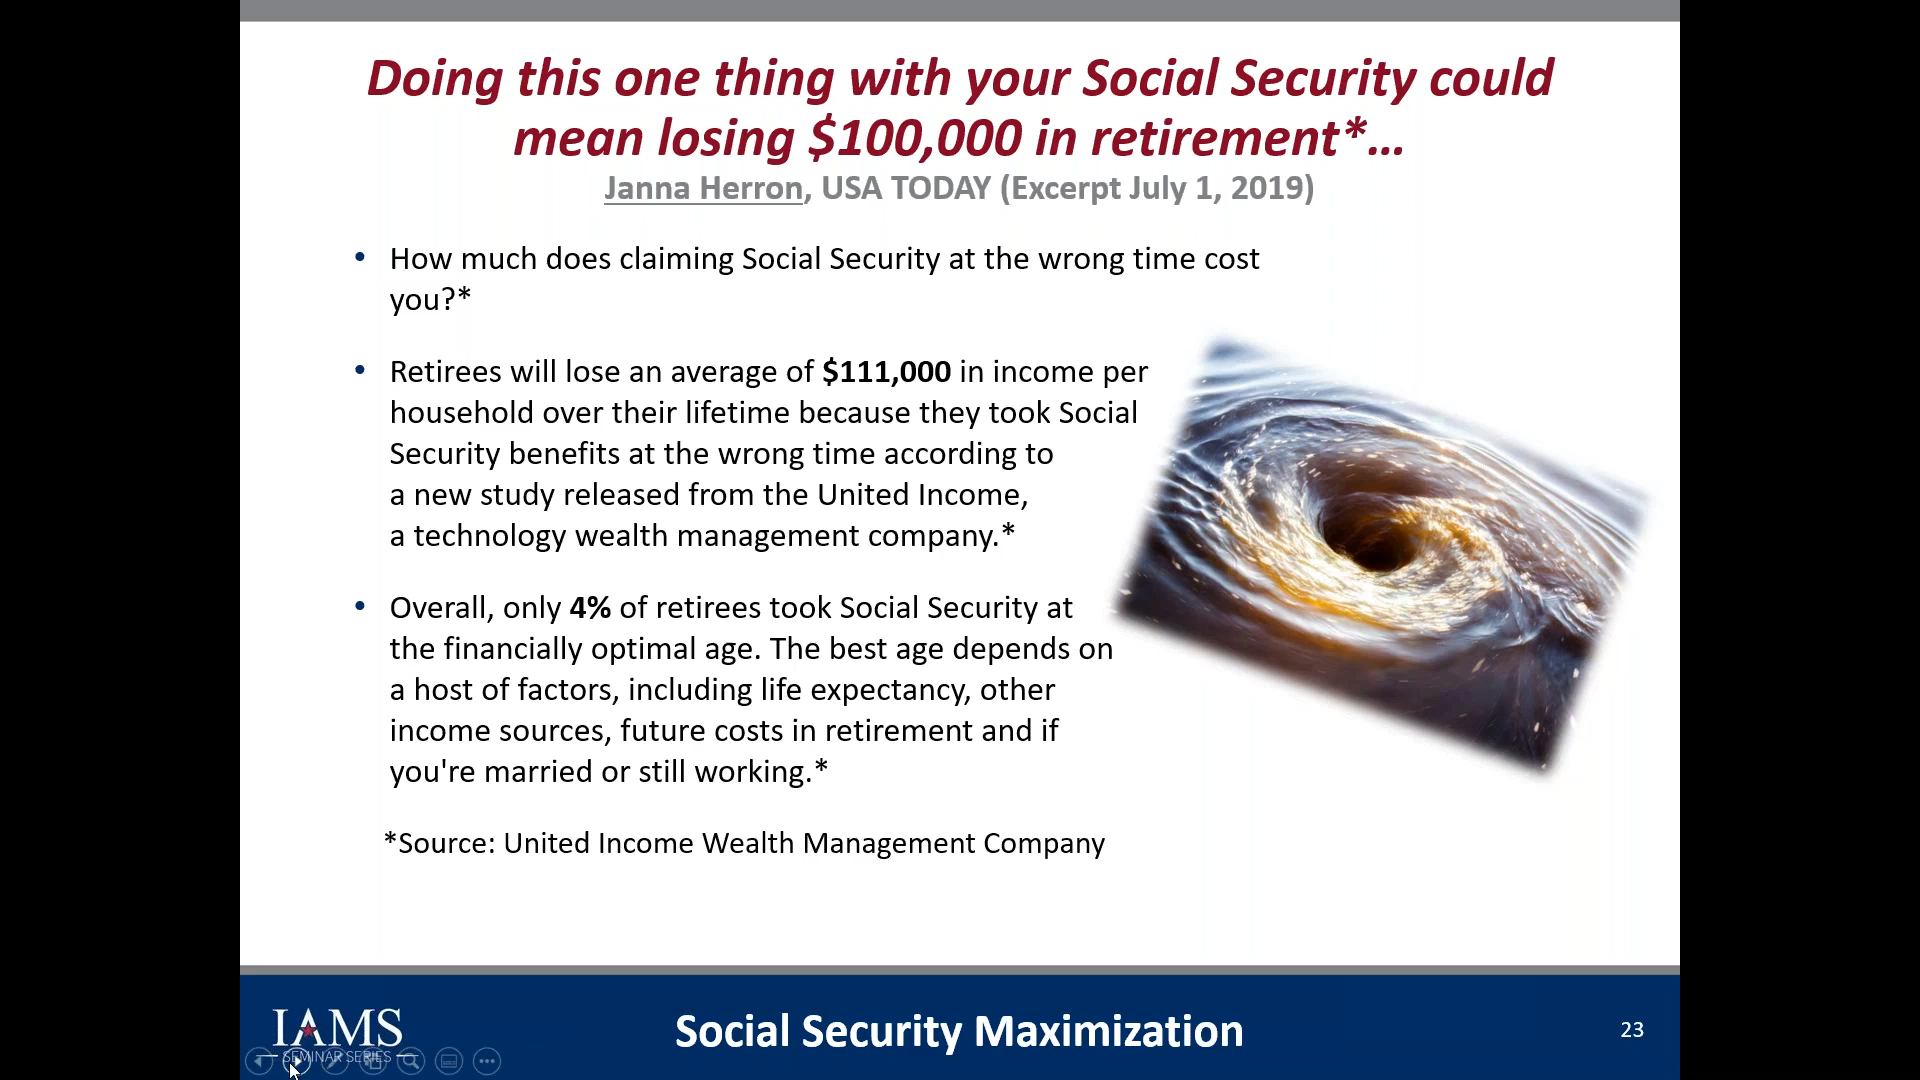 Doing this one thing with your Social Security could
mean losing $100,000 in retirement*…
Janna Herron, USA TODAY (Excerpt July 1, 2019)
• How much does claiming Social Security at the wrong time cost
you?*
• Retirees will lose an average of $111,000 in income per
household over their lifetime because they took Social
Security benefits at the wrong time according to
a new study released from the United Income,
a technology wealth management company.*
• Overall, only 4% of retirees took Social Security at
the financially optimal age. The best age depends on
a host of factors, including life expectancy, other
income sources, future costs in retirement and if
you're married or still working.*
*Source: United Income Wealth Management Company
IAMS
SEMINAR SERIES
Social Security Maximization
23